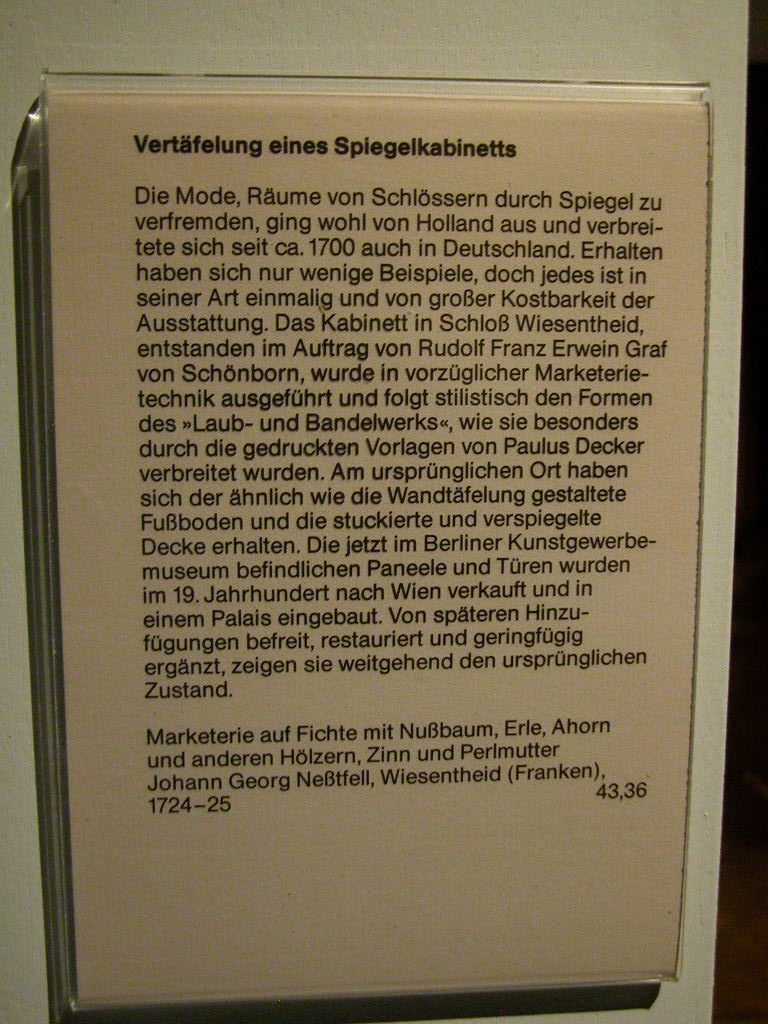 Vertäfelung eines Spiegelkabinetts
Die Mode, Räume von Schlössern durch Spiegel zu
verfremden, ging wohl von Holland aus und verbrei-
tete sich seit ca. 1700 auch in Deutschland. Erhalten
haben sich nur wenige Beispiele, doch jedes ist in
seiner Art einmalig und von großer Kostbarkeit der
Ausstattung. Das Kabinett in Schloß Wiesentheid,
entstanden im Auftrag von Rudolf Franz Erwein Graf
von Schönborn, wurde in vorzüglicher Marketerie-
technik ausgeführt und folgt stilistisch den Formen
des »Laub- und Bandelwerks«, wie sie besonders
durch die gedruckten Vorlagen von Paulus Decker
verbreitet wurden. Am ursprünglichen Ort haben
sich der ähnlich wie die Wandtäfelung gestaltete
Fußboden und die stuckierte und verspiegelte
Decke erhalten. Die jetzt im Berliner Kunstgewerbe-
museum befindlichen Paneele und Türen wurden
im 19. Jahrhundert nach Wien verkauft und in
einem Palais eingebaut. Von späteren Hinzu-
fügungen befreit, restauriert und geringfügig
ergänzt, zeigen sie weitgehend den ursprünglichen
Zustand.
Marketerie auf Fichte mit Nußbaum, Erle, Ahorn
und anderen Hölzern, Zinn und Perlmutter
Johann Georg Neßtfell, Wiesentheid (Franken),
1724–25 43,36